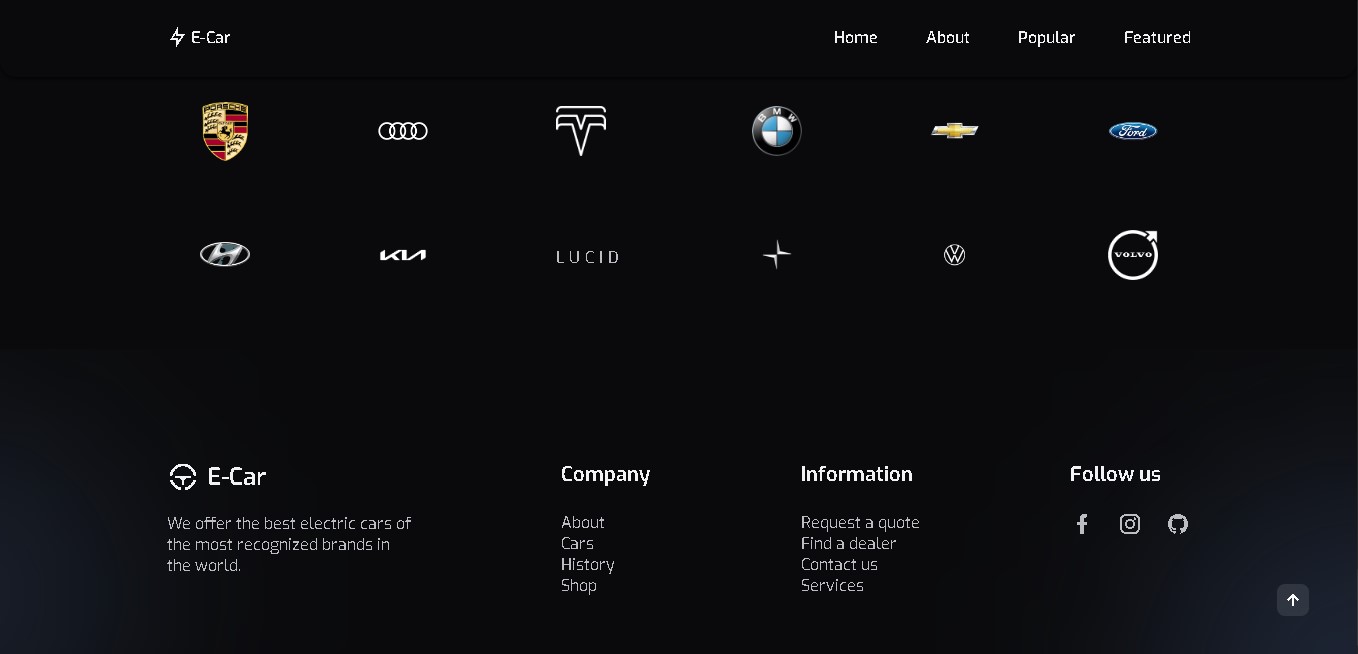 E-Car
Home About Popular Featured
PORSCHE
BMW
Ford
KIA
LUCID
VOLVO
E-Car
We offer the best electric cars of
the most recognized brands in
the world.
Company
About
Cars
History
Shop
Information
Request a quote
Find a dealer
Contact us
Services
Follow us